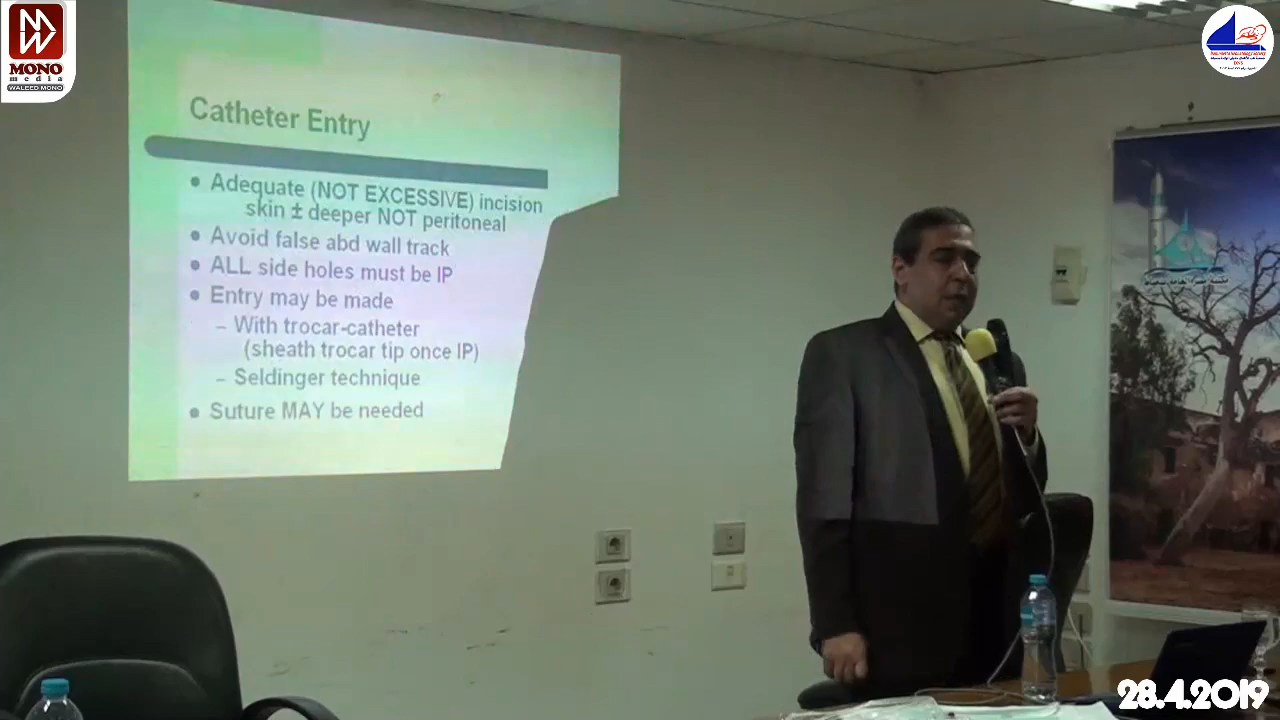 MONO
media
WALEED MONO
DNS
Catheter Entry
• Adequate (NOT EXCESSIVE) incision
skin ± deeper NOT peritoneal
• Avoid false abd wall track
• ALL side holes must be IP
• Entry may be made
– With trocar-catheter
(sheath trocar tip once IP)
– Seldinger technique
• Suture MAY be needed
28.4.2019